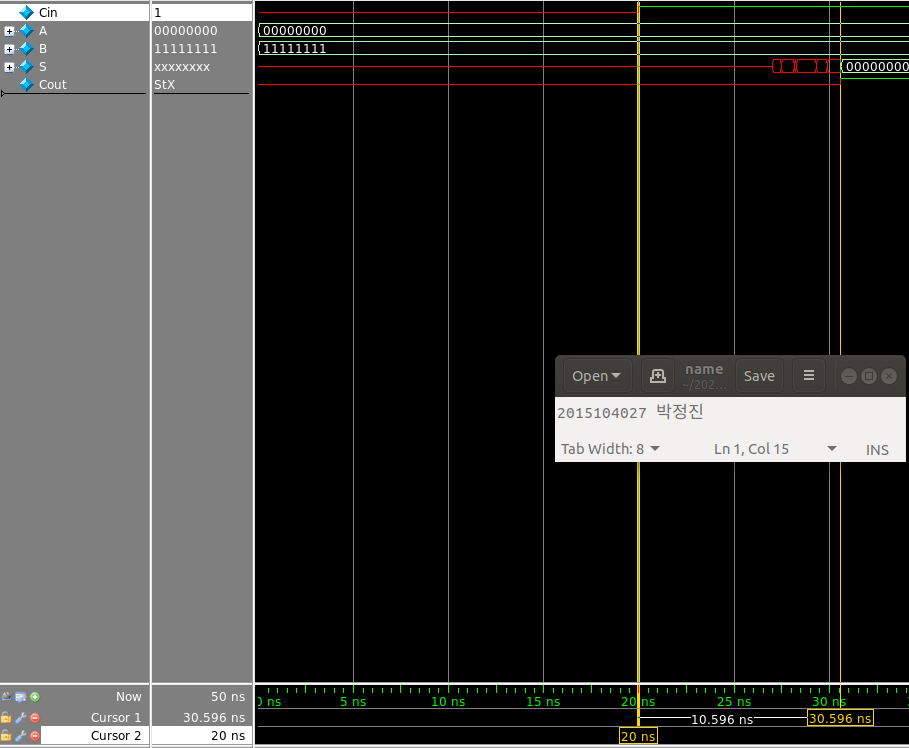 Cin 1
A 00000000 00000000
B 11111111 11111111
S xxxxxxxx 00000000
Cout StX
Open name Save
~/202...
2015104027 박정진
Tab Width: 8 Ln 1, Col 15 INS
Now 50 ns 0 ns 5 ns 10 ns 15 ns 20 ns 25 ns 30 ns
Cursor 1 30.596 ns 10.596 ns 30.596 ns
Cursor 2 20 ns 20 ns